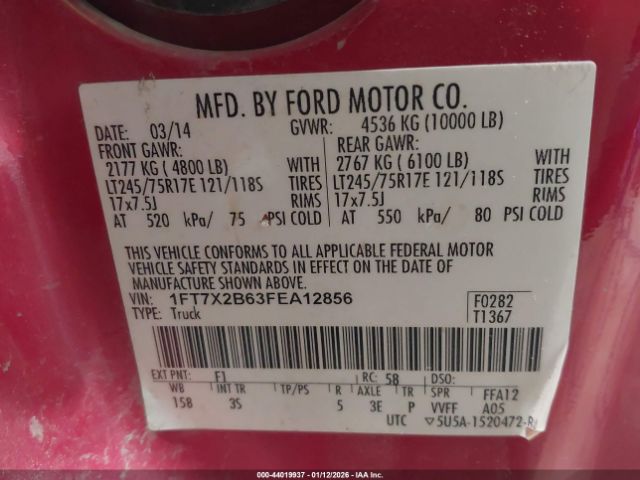 MFD. BY FORD MOTOR CO.
DATE: 03/14 GVWR: 4536 KG (10000 LB)
FRONT GAWR: REAR GAWR:
2177 KG ( 4800 LB) WITH 2767 KG ( 6100 LB) WITH
LT245/75R17E 121/118S TIRES LT245/75R17E 121/118S TIRES
17x7.5J RIMS 17x7.5J RIMS
AT 520 kPa/ 75 PSI COLD AT 550 kPa/ 80 PSI COLD
THIS VEHICLE CONFORMS TO ALL APPLICABLE FEDERAL MOTOR
VEHICLE SAFETY STANDARDS IN EFFECT ON THE DATE OF
MANUFACTURE SHOWN ABOVE.
VIN: 1FT7X2B63FEA12856 F0282
TYPE: Truck T1367
EXT PNT: F1 RC: 58 DSO:
WB INT TR TP/PS R AXLE TR SPR FFA12
158 3S 5 3E P VVFF A05
UTC ▽5U5A-1520472-R
000-44019937 - 01/12/2026 - IAAI.COM